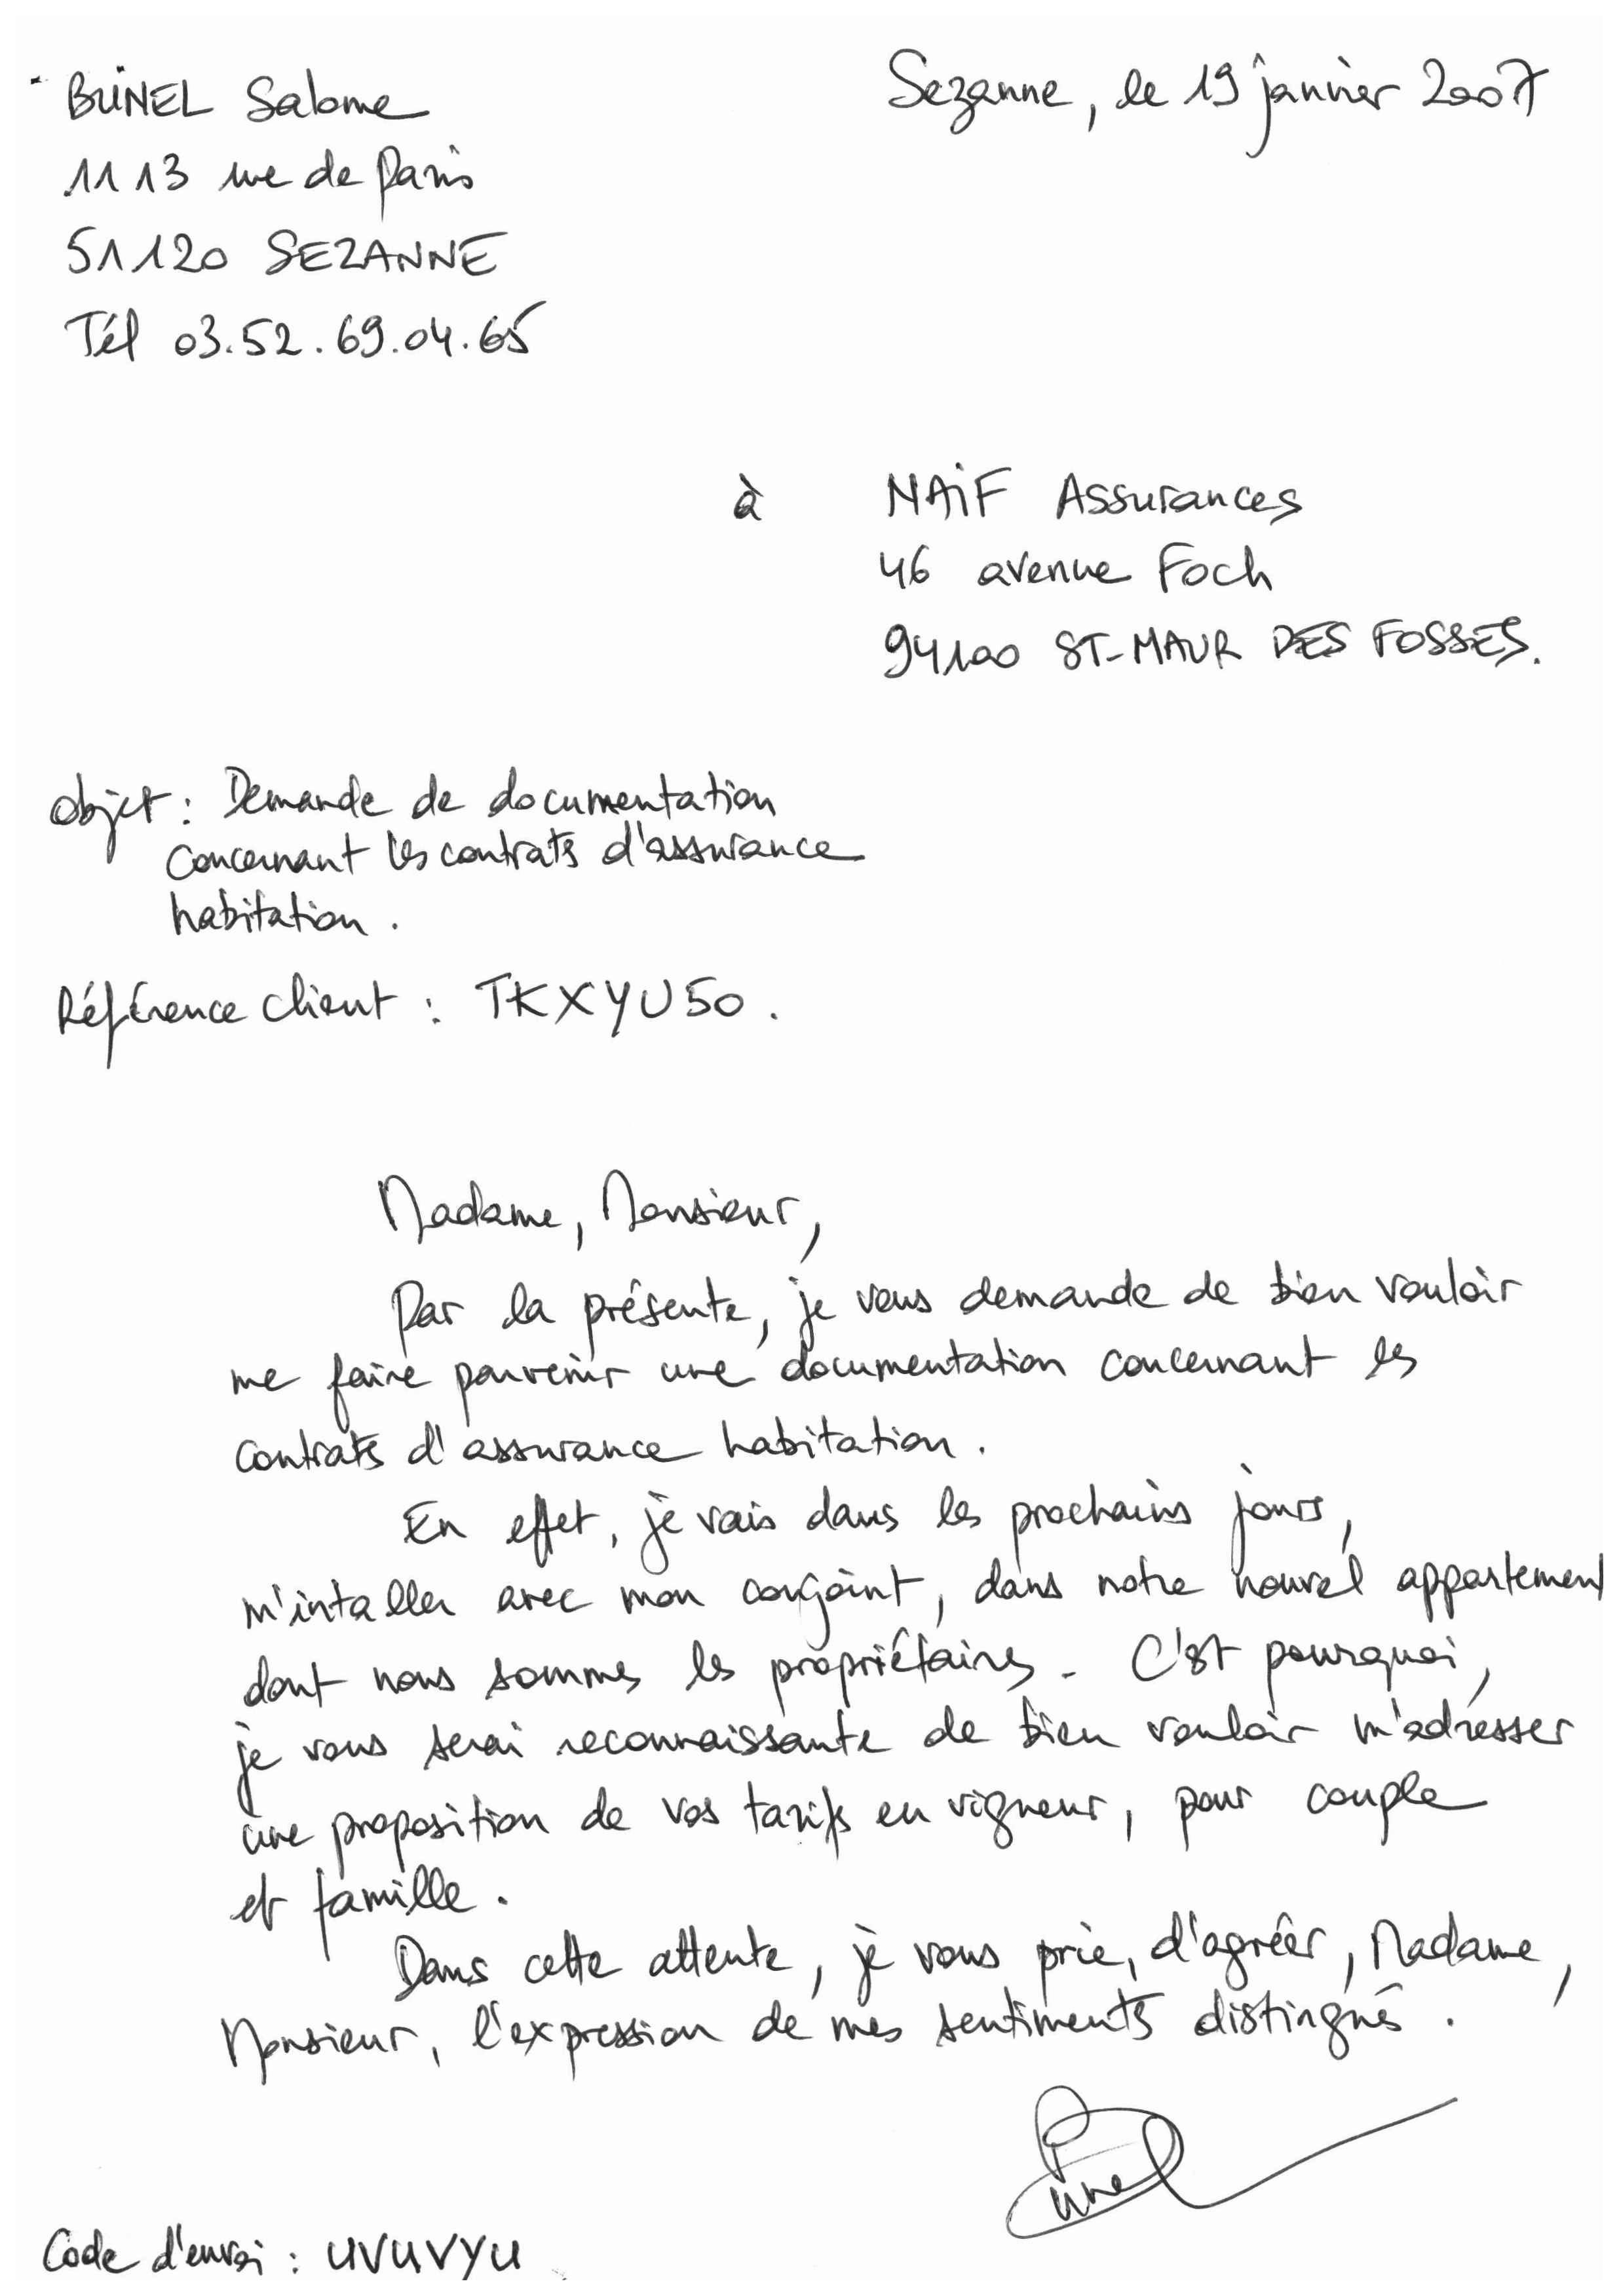 BÜNEL Salome
Sezanne, le 19 janvier 2007
1113 rue de Paris
51120 SEZANNE
Tél 03.52.69.04.65
à NAiF Assurances
46 avenue Foch
94100 ST-MAUR DES FOSSES.
Objet : Demande de documentation
concernant les contrats d'assurance
habitation.
Référence client : TKXYU50.
Madame, Monsieur,
Par la présente, je vous demande de bien vouloir
me faire parvenir une documentation concernant les
contrats d'assurance habitation.
En effet, je vais dans les prochains jours,
m'intaller avec mon conjoint, dans notre nouvel appartement
dont nous sommes les propriétaires. C'est pourquoi,
je vous serai reconnaissante de bien vouloir m'adresser
une proposition de vos tarifs en vigueur, pour couple
et famille.
Dans cette attente, je vous prie, d'agréer, Madame,
Monsieur, l'expression de mes sentiments distingués.
Bunel
Code d'envoi : UVUVYU